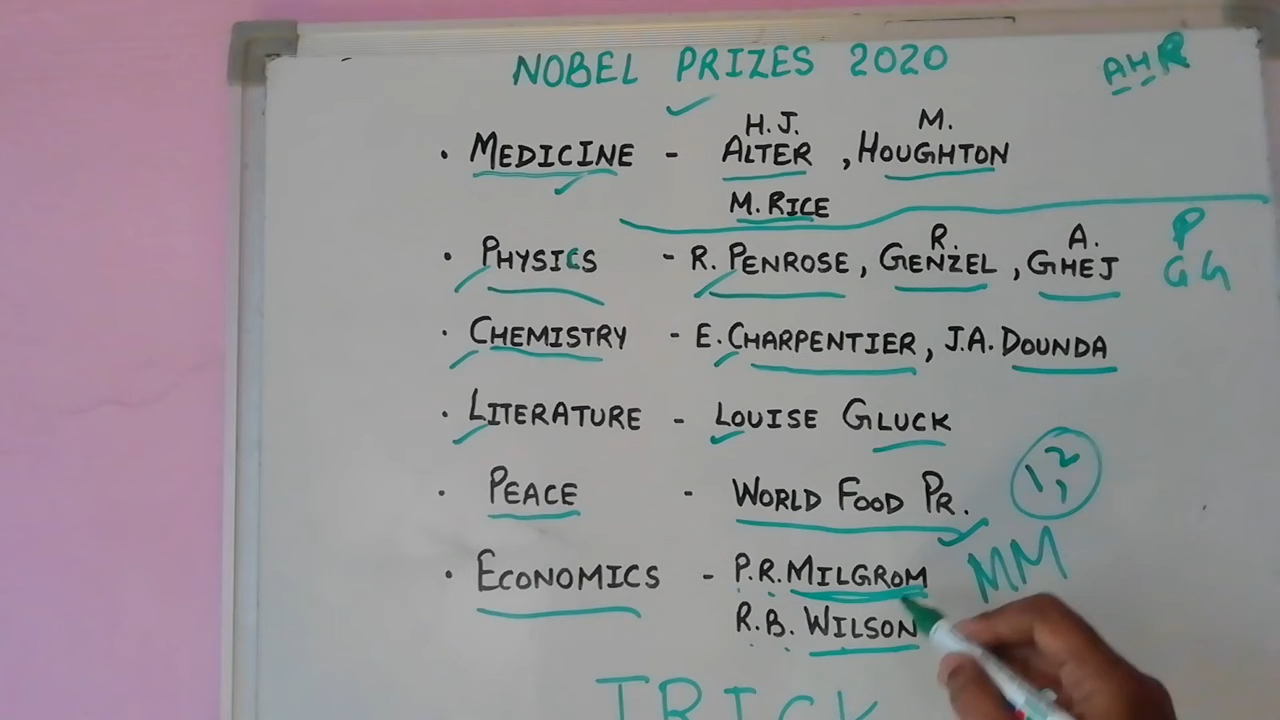 NOBEL PRIZES 2020
AHR
H.J. M.
• MEDICINE - ALTER, HOUGHTON
M. RICE
R. A. P
• PHYSICS - R. PENROSE, GENZEL, GHEJ GG
• CHEMISTRY - E. CHARPENTIER, J.A. DOUNDA
• LITERATURE - LOUISE GLUCK
• PEACE - WORLD FOOD PR. 1, 2
• ECONOMICS - P.R. MILGROM MM
R.B. WILSON
TRICK